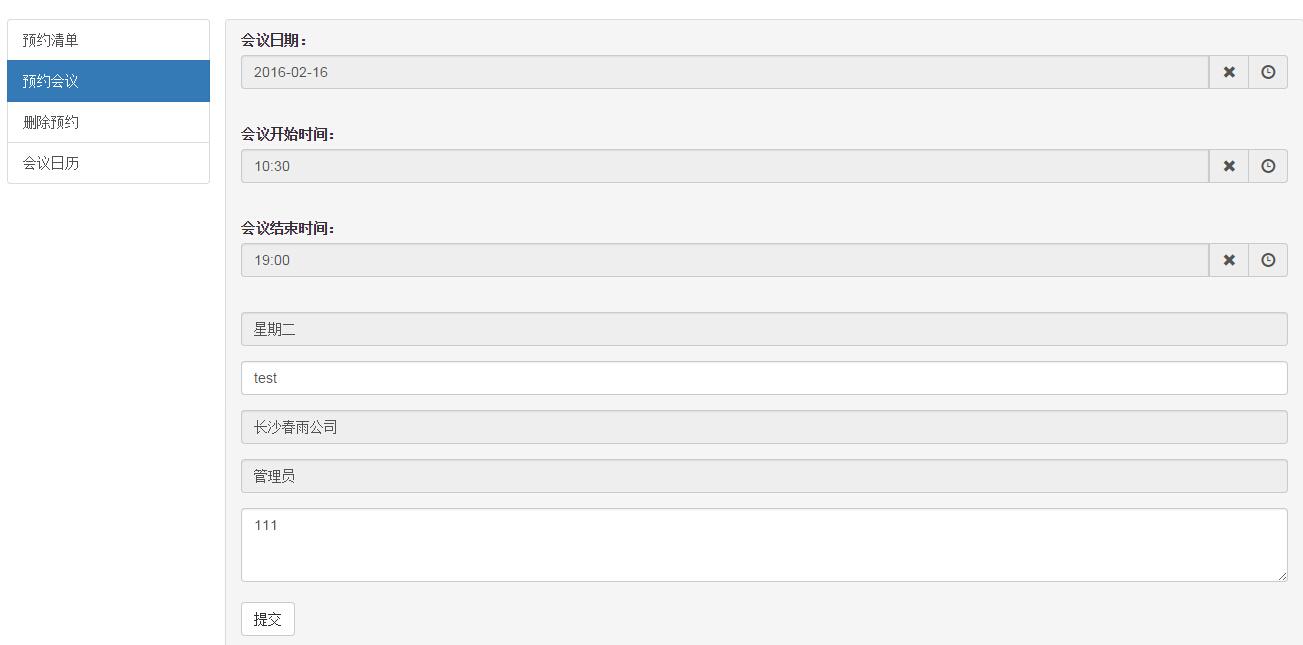 预约清单
预约会议
删除预约
会议日历
会议日期：
2016-02-16
会议开始时间：
10:30
会议结束时间：
19:00
星期二
test
长沙春雨公司
管理员
111
提交